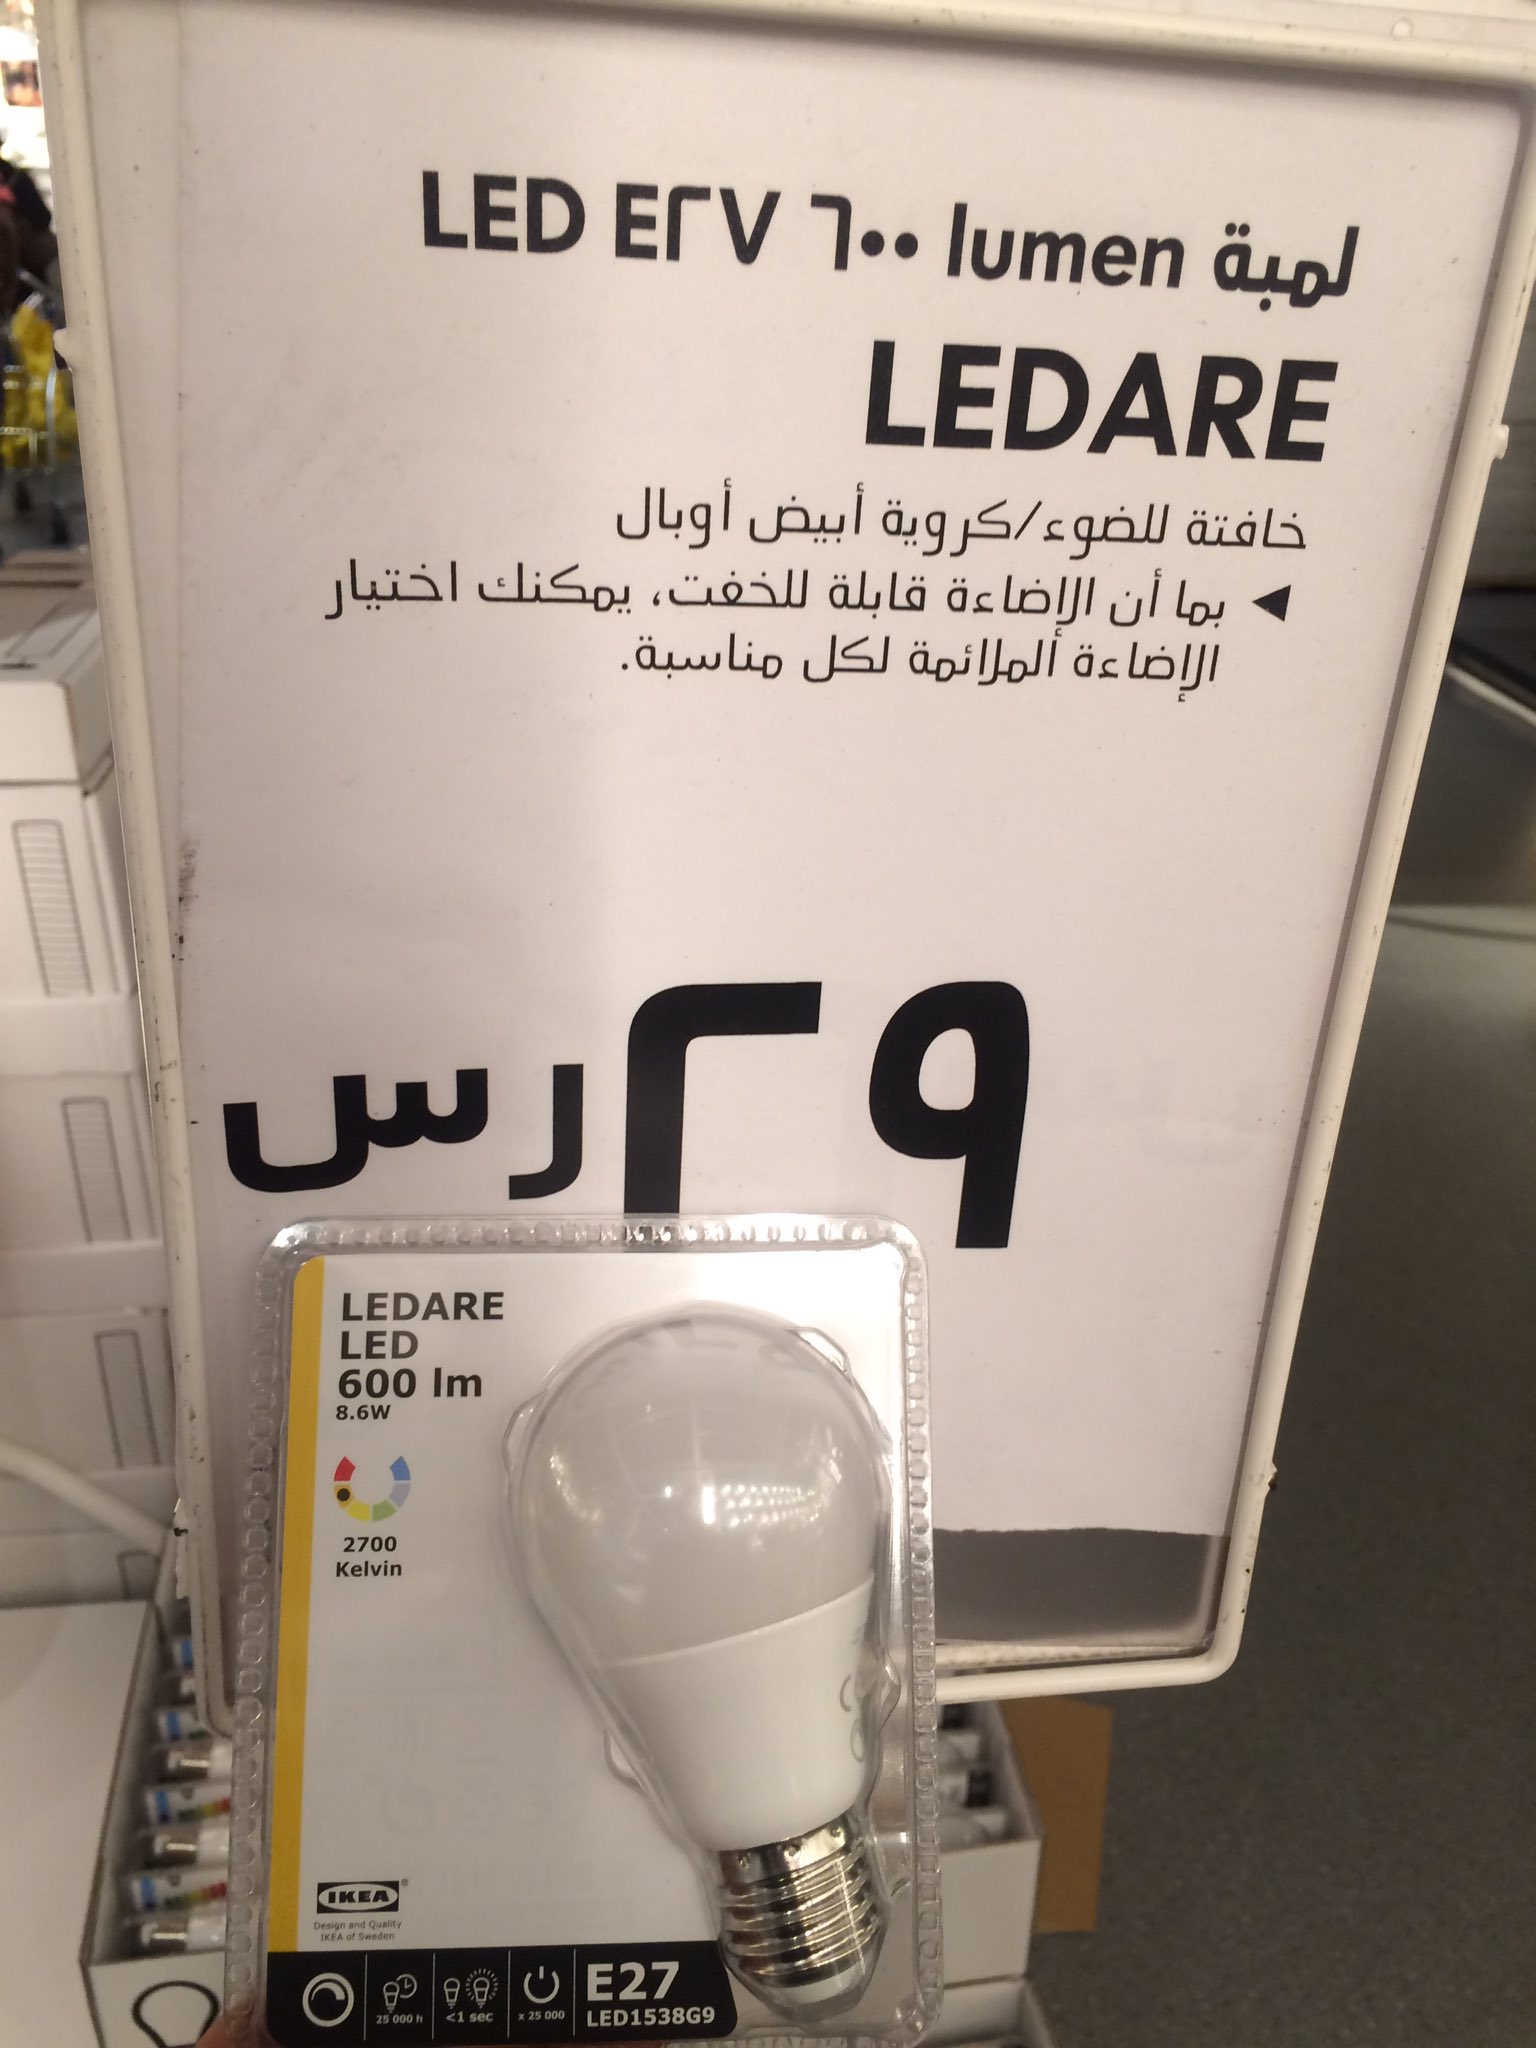 لمبة LED E٢٧ ٦٠٠ lumen
LEDARE
خافتة للضوء/كروية أبيض أوبال
◄ بما أن الإضاءة قابلة للخفت، يمكنك اختيار
الإضاءة الملائمة لكل مناسبة.
٢٩ رس
LEDARE
LED
600 lm
8.6W
2700
Kelvin
IKEA®
Design and Quality
IKEA of Sweden
25 000 h
<1 sec
x 25 000
E27
LED1538G9